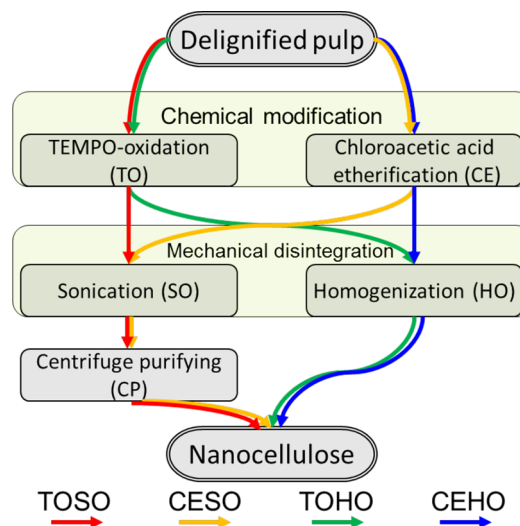 Delignified pulp
Chemical modification
TEMPO-oxidation
(TO)
Chloroacetic acid
etherification (CE)
Mechanical disintegration
Sonication (SO)
Homogenization (HO)
Centrifuge purifying
(CP)
Nanocellulose
TOSO
CESO
TOHO
CEHO